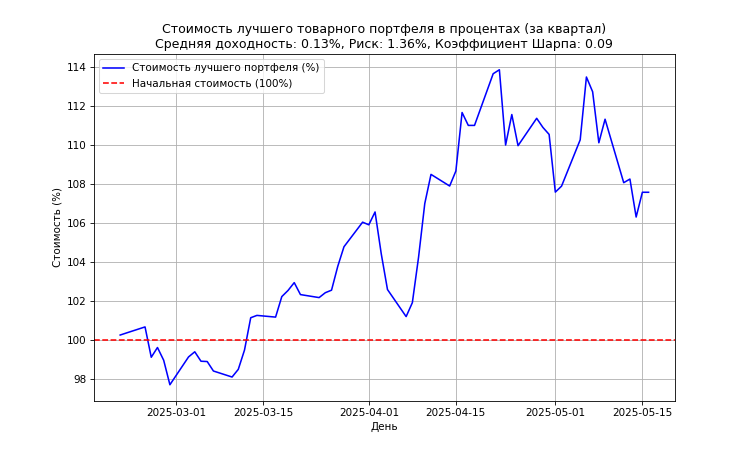 Стоимость лучшего товарного портфеля в процентах (за квартал)
Средняя доходность: 0.13%, Риск: 1.36%, Коэффициент Шарпа: 0.09
Стоимость лучшего портфеля (%)
Начальная стоимость (100%)
Стоимость (%)
114
112
110
108
106
104
102
100
98
2025-03-01
2025-03-15
2025-04-01
2025-04-15
2025-05-01
2025-05-15
День